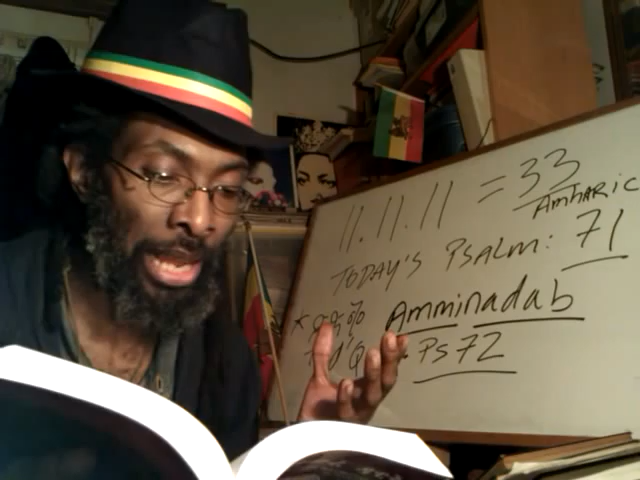 11.11.11 = 33
AMHARIC
TODAY'S PSALM: 71
Amminadab
Ps 72